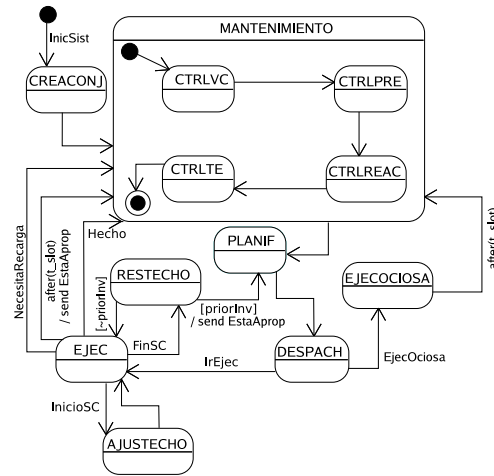 InicSist
MANTENIMIENTO
CREACONJ
CTRLVC
CTRLPRE
CTRLTE
CTRLREAC
Hecho
NecesitaRecarga
after(t_slot)
/ send EstaAprop
PLANIF
RESTECHO
EJECOCIOSA
after(t_slot)
[~priorInv]
[priorInv]
/ send EstaAprop
EJEC
FinSC
DESPACH
IrEjec
EjecOciosa
InicioSC
AJUSTECHO